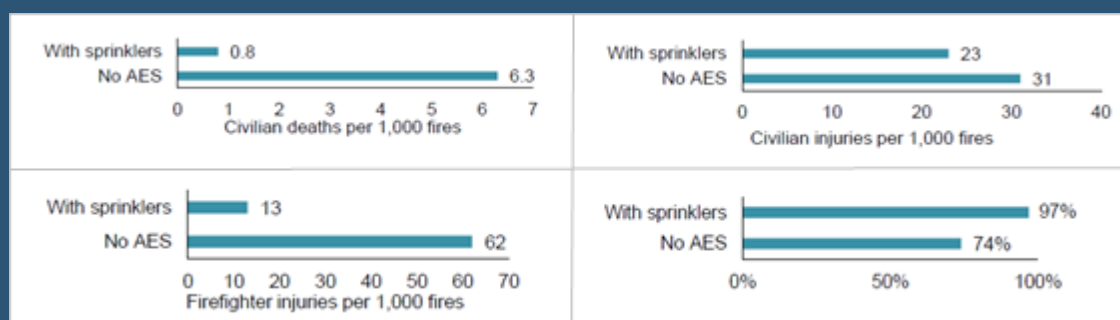 With sprinklers 0.8
No AES 6.3
0 1 2 3 4 5 6 7
Civilian deaths per 1,000 fires
With sprinklers 23
No AES 31
0 10 20 30 40
Civilian injuries per 1,000 fires
With sprinklers 13
No AES 62
0 10 20 30 40 50 60 70
Firefighter injuries per 1,000 fires
With sprinklers 97%
No AES 74%
0% 50% 100%